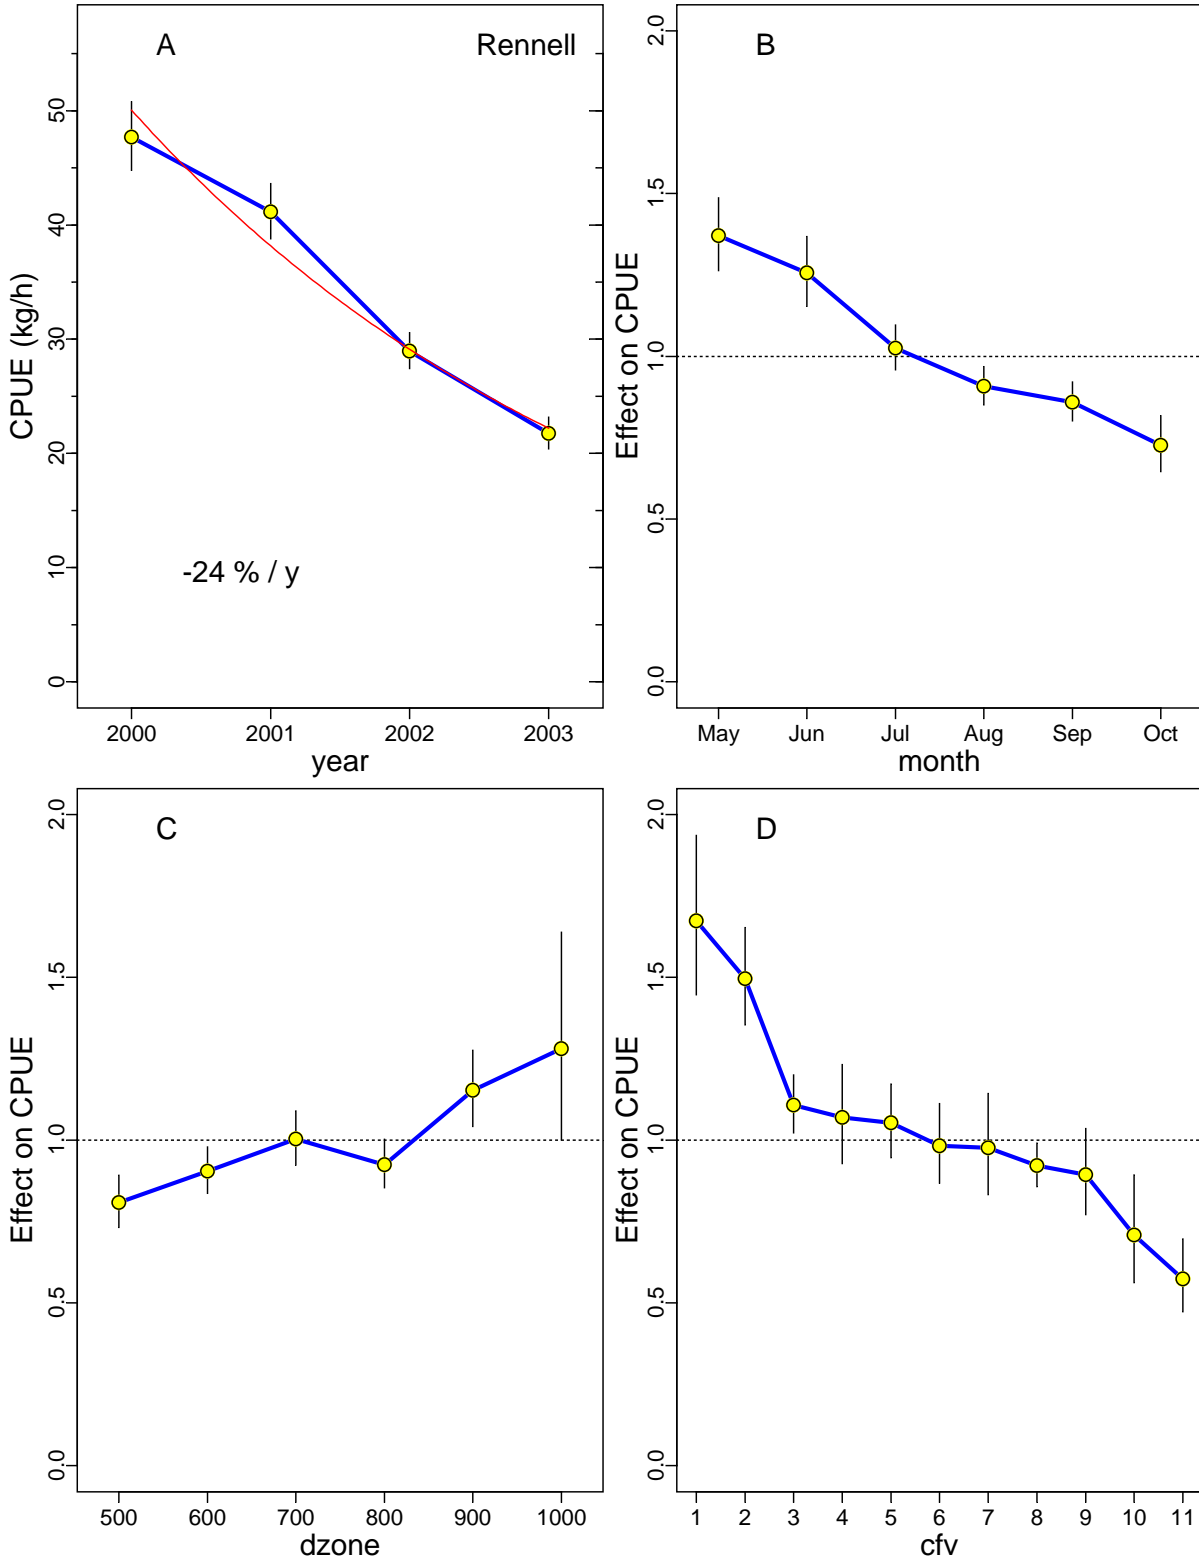 A
Rennell
CPUE (kg/h)
50
40
30
20
10
0
-24 % / y
2000 2001 2002 2003
year
B
Effect on CPUE
2.0
1.5
1.0
0.5
0.0
May Jun Jul Aug Sep Oct
month
C
Effect on CPUE
2.0
1.5
1.0
0.5
0.0
500 600 700 800 900 1000
dzone
D
Effect on CPUE
2.0
1.5
1.0
0.5
0.0
1 2 3 4 5 6 7 8 9 10 11
cfv